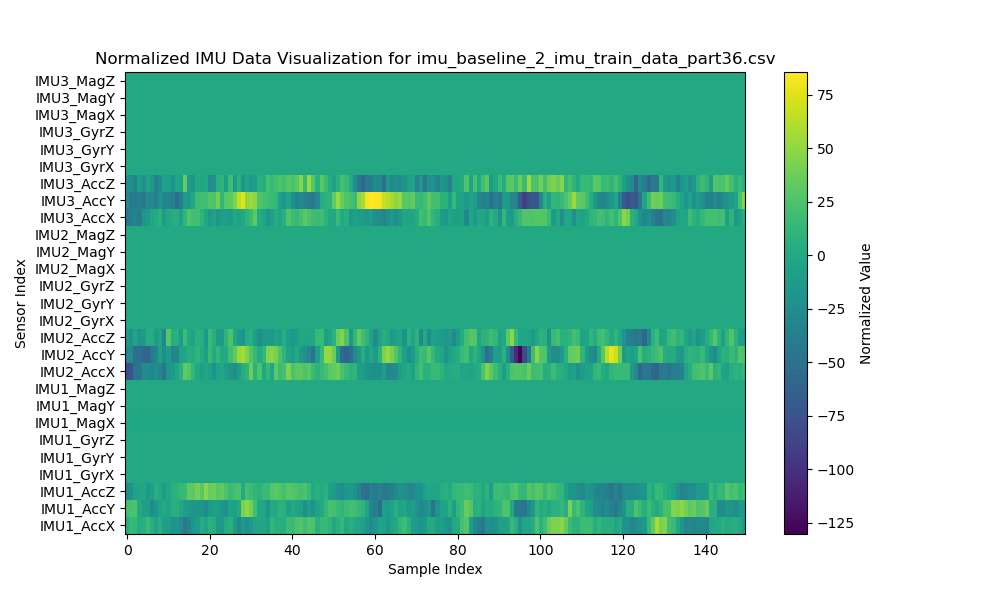 Normalized IMU Data Visualization for imu_baseline_2_imu_train_data_part36.csv
IMU3_MagZ
IMU3_MagY
IMU3_MagX
IMU3_GyrZ
IMU3_GyrY
IMU3_GyrX
IMU3_AccZ
IMU3_AccY
IMU3_AccX
IMU2_MagZ
IMU2_MagY
IMU2_MagX
IMU2_GyrZ
IMU2_GyrY
IMU2_GyrX
IMU2_AccZ
IMU2_AccY
IMU2_AccX
IMU1_MagZ
IMU1_MagY
IMU1_MagX
IMU1_GyrZ
IMU1_GyrY
IMU1_GyrX
IMU1_AccZ
IMU1_AccY
IMU1_AccX
Sensor Index
0 20 40 60 80 100 120 140
Sample Index
75
50
25
0
−25
−50
−75
−100
−125
Normalized Value